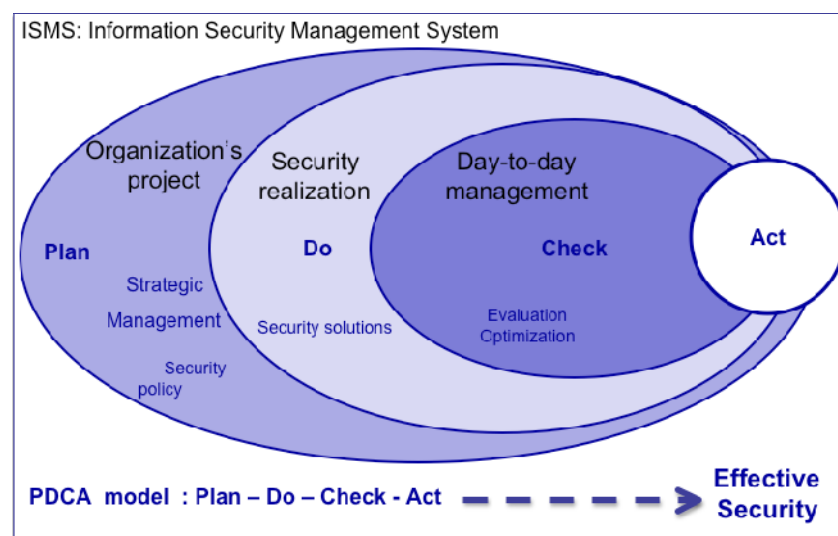 ISMS: Information Security Management System
Organization's
project
Security
realization
Day-to-day
management
Plan
Do
Check
Act
Strategic
Management
Security
policy
Security solutions
Evaluation
Optimization
PDCA model : Plan – Do – Check - Act
Effective
Security